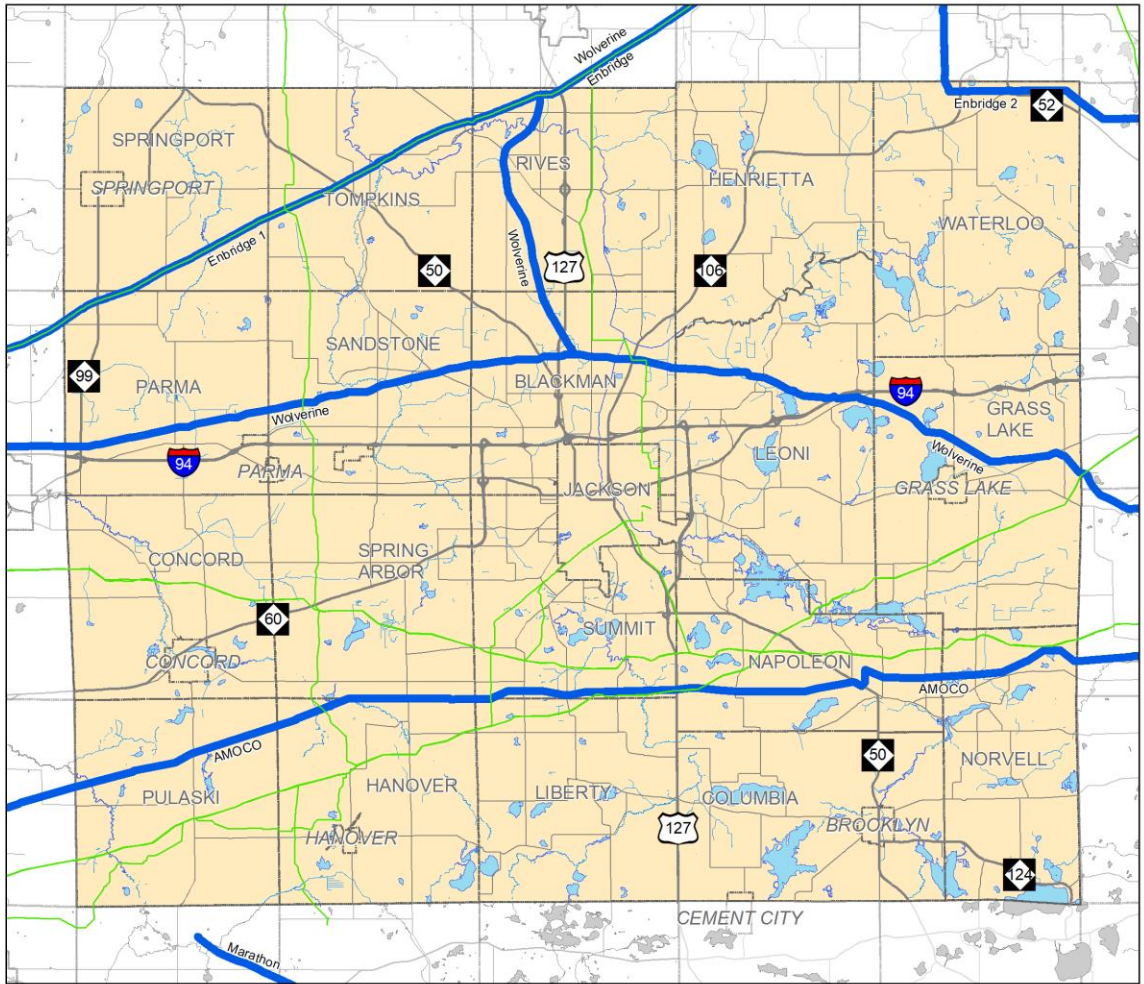 Wolverine
Enbridge
Enbridge 2
52
SPRINGPORT
SPRINGPORT
RIVES
TOMPKINS
HENRIETTA
WATERLOO
Enbridge 1
Wolverine
50
127
106
SANDSTONE
99
PARMA
BLACKMAN
94
GRASS
LAKE
Wolverine
Wolverine
94
PARMA
LEONI
JACKSON
GRASS LAKE
CONCORD
SPRING
ARBOR
60
SUMMIT
CONCORD
NAPOLEON
AMOCO
AMOCO
50
NORVELL
PULASKI
HANOVER
LIBERTY
COLUMBIA
HANOVER
127
BROOKLYN
124
CEMENT CITY
Marathon